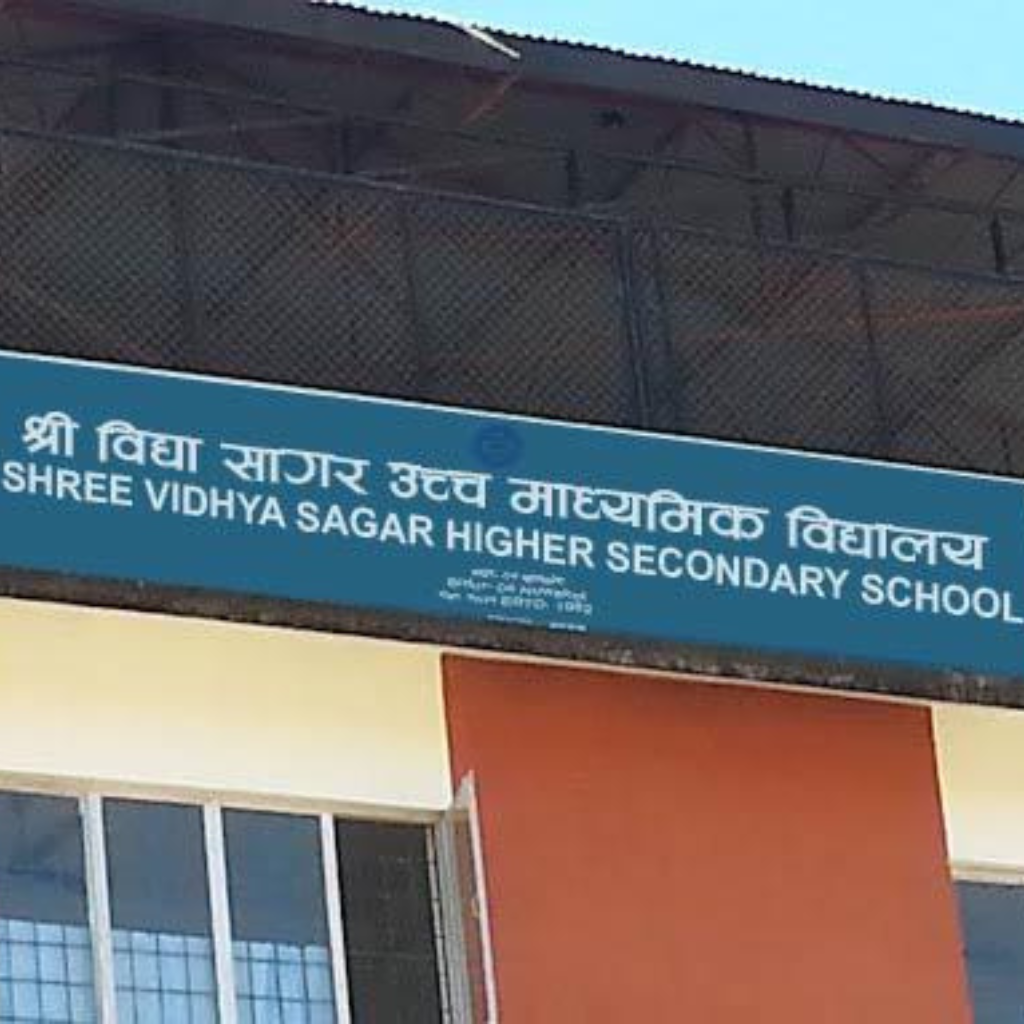 श्री विद्या सागर उच्च माध्यमिक विद्यालय
SHREE VIDHYA SAGAR HIGHER SECONDARY SCHOOL